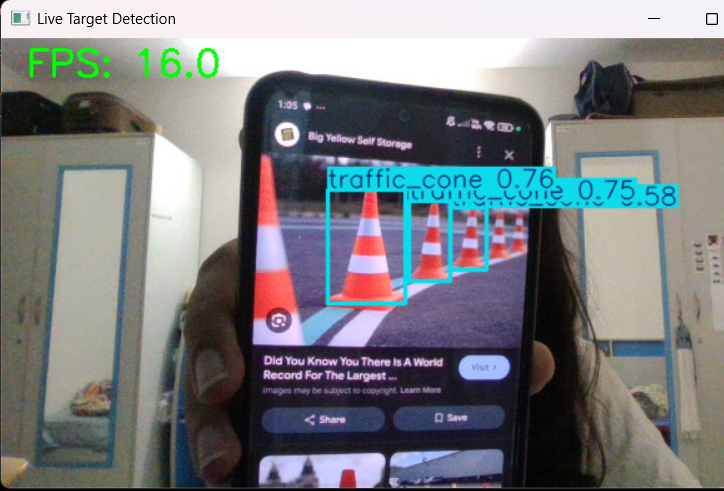 Live Target Detection
FPS: 16.0
1:05
Big Yellow Self Storage
traffic_cone 0.76
traffic_cone 0.75
.58
Did You Know You There Is A World
Record For The Largest ...
Visit >
Images may be subject to copyright. Learn More
Share
Save